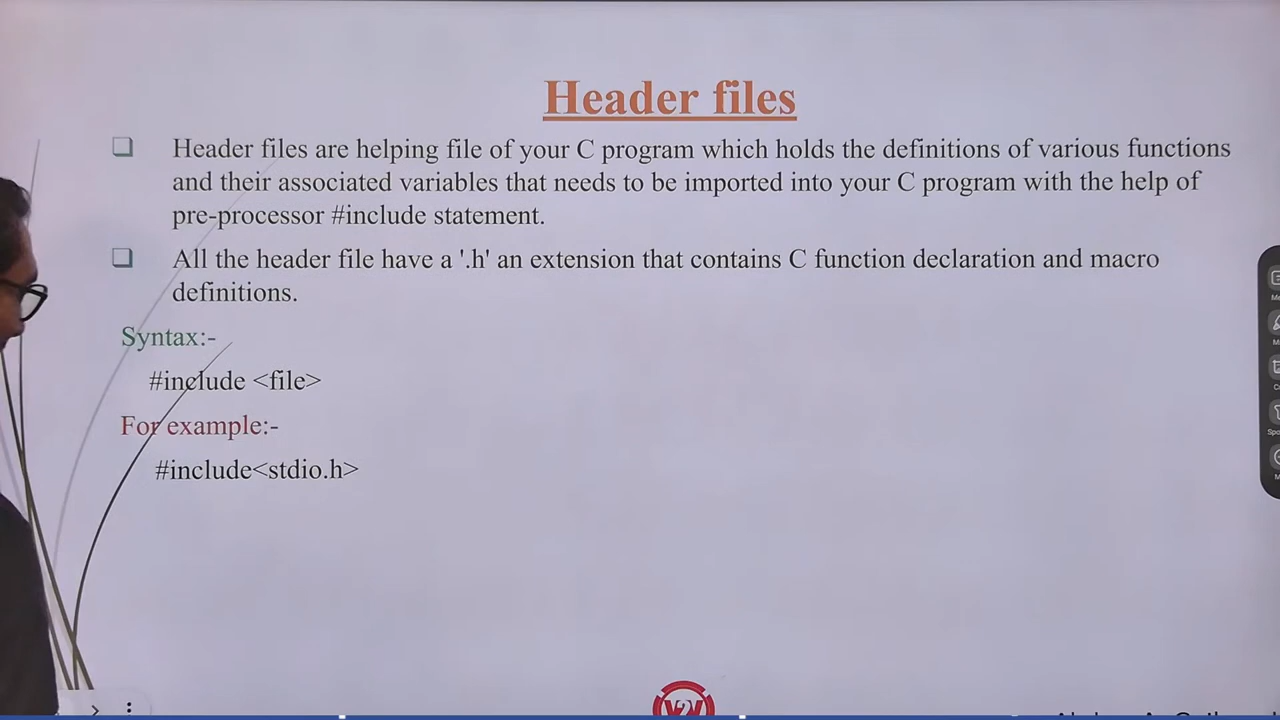 Header files
❑ Header files are helping file of your C program which holds the definitions of various functions
and their associated variables that needs to be imported into your C program with the help of
pre-processor #include statement.
❑ All the header file have a '.h' an extension that contains C function declaration and macro
definitions.
Syntax:-
#include <file>
For example:-
#include<stdio.h>